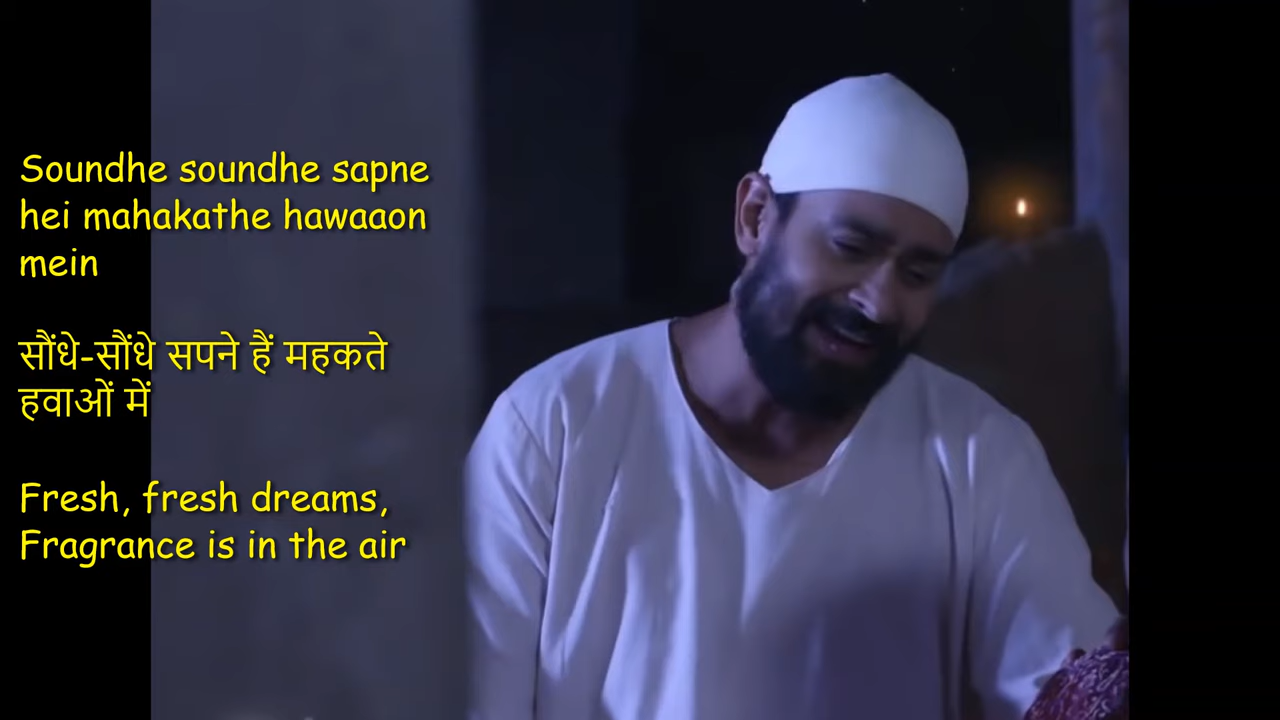 Soundhe soundhe sapne
hei mahakathe hawaaon
mein
सौंधे-सौंधे सपने हैं महकते
हवाओं में
Fresh, fresh dreams,
Fragrance is in the air